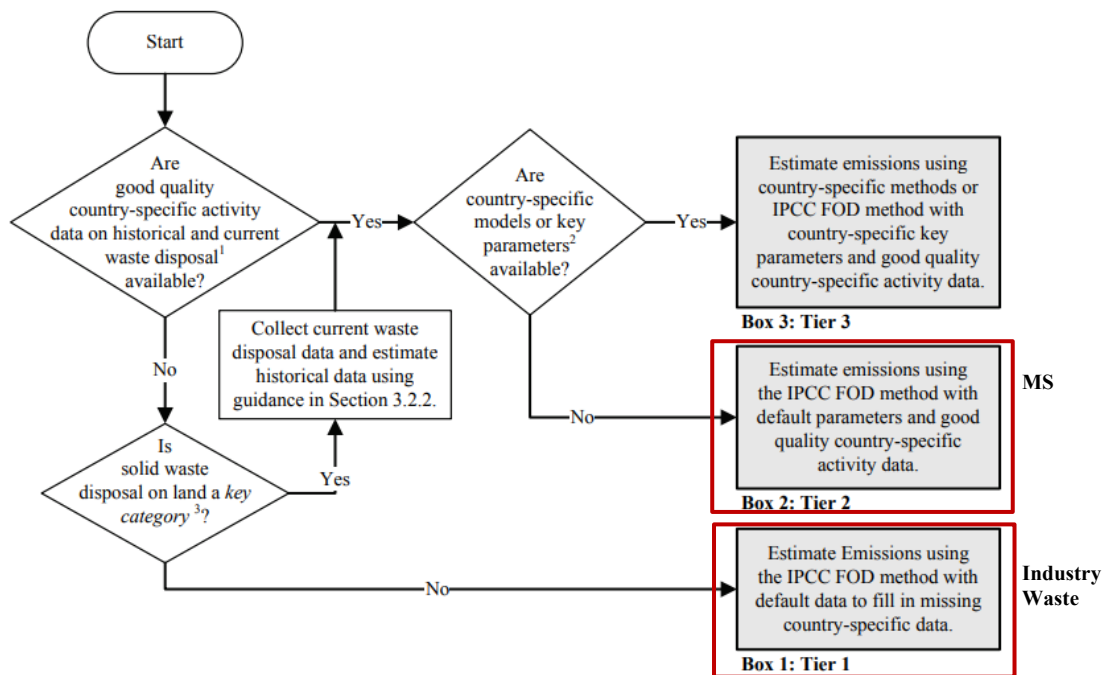 Start
Are
good quality
country-specific activity
data on historical and current
waste disposal¹
available?
Yes
Are
country-specific
models or key
parameters²
available?
Yes
Estimate emissions using
country-specific methods or
IPCC FOD method with
country-specific key
parameters and good quality
country-specific activity data.
Box 3: Tier 3
No
Collect current waste
disposal data and estimate
historical data using
guidance in Section 3.2.2.
No
Estimate emissions using
the IPCC FOD method with
default parameters and good
quality country-specific
activity data.
Box 2: Tier 2
MS
Is
solid waste
disposal on land a key
category ³?
Yes
No
Estimate Emissions using
the IPCC FOD method with
default data to fill in missing
country-specific data.
Box 1: Tier 1
Industry
Waste